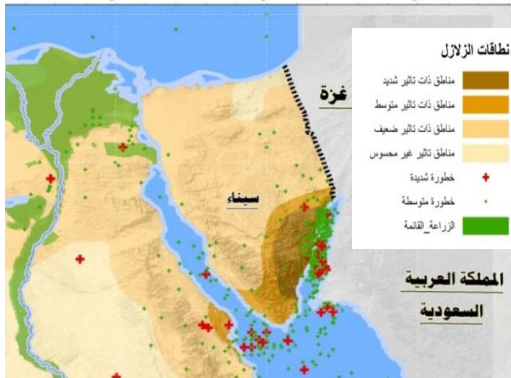 نطاقات الزلازل
مناطق ذات تاثير شديد
مناطق ذات تاثير متوسط
مناطق ذات تاثير ضعيف
مناطق تاثير غير محسوس
خطورة شديدة
خطورة متوسطة
الزراعة_القائمة
غزة
سيناء
المملكة العربية
السعودية